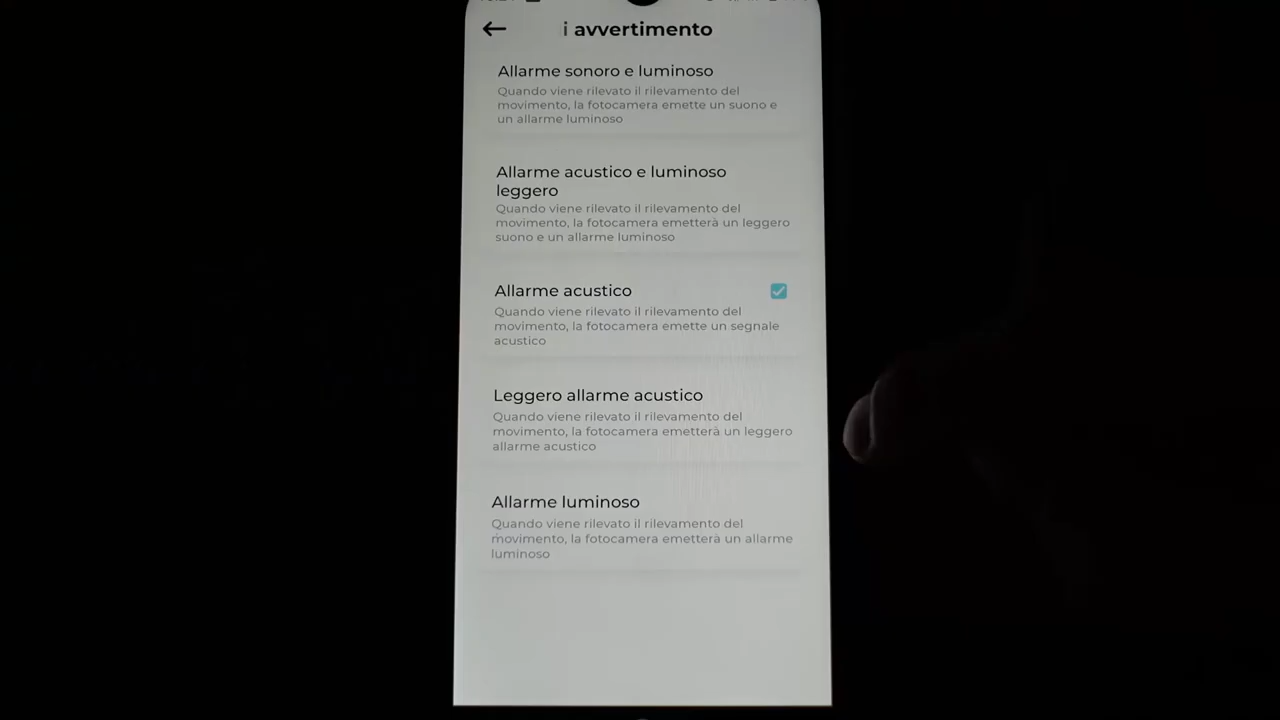 i avvertimento
Allarme sonoro e luminoso
Quando viene rilevato il rilevamento del
movimento, la fotocamera emette un suono e
un allarme luminoso
Allarme acustico e luminoso
leggero
Quando viene rilevato il rilevamento del
movimento, la fotocamera emetterà un leggero
suono e un allarme luminoso
Allarme acustico
Quando viene rilevato il rilevamento del
movimento, la fotocamera emette un segnale
acustico
Leggero allarme acustico
Quando viene rilevato il rilevamento del
movimento, la fotocamera emetterà un leggero
allarme acustico
Allarme luminoso
Quando viene rilevato il rilevamento del
movimento, la fotocamera emetterà un allarme
luminoso